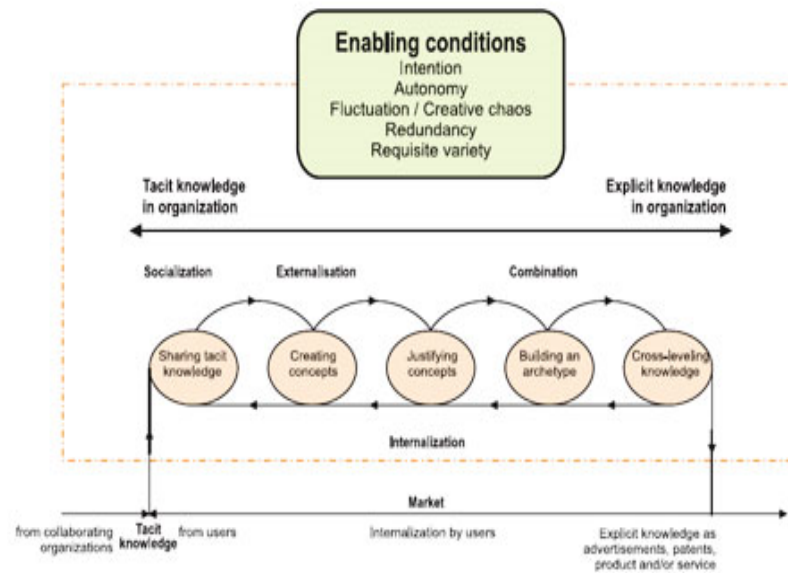 Enabling conditions
Intention
Autonomy
Fluctuation / Creative chaos
Redundancy
Requisite variety
Tacit knowledge
in organization
Explicit knowledge
in organization
Socialization
Externalisation
Combination
Sharing tacit
knowledge
Creating
concepts
Justifying
concepts
Building an
archetype
Cross-leveling
knowledge
Internalization
Market
from collaborating
organizations
Tacit
knowledge
from users
Internalization by users
Explicit knowledge as
advertisements, patents,
product and/or service